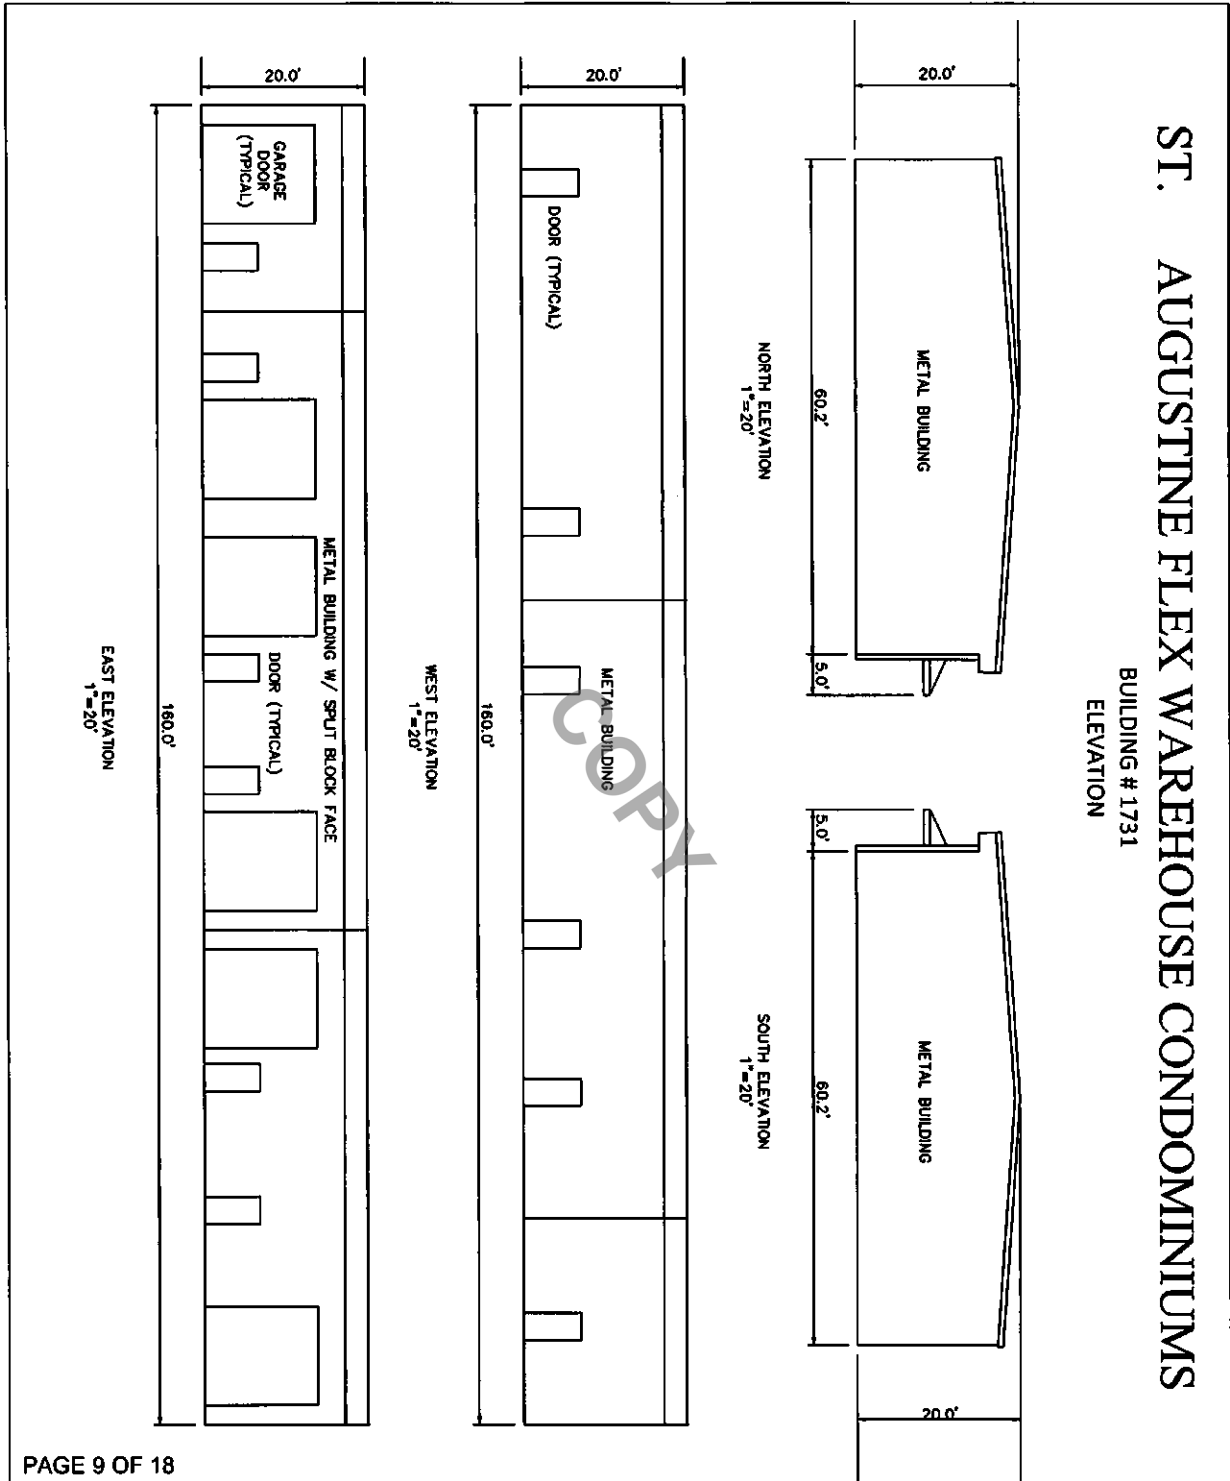 ST. AUGUSTINE FLEX WAREHOUSE CONDOMINIUMS
BUILDING # 1731
ELEVATION
20.0'
METAL BUILDING
60.2'
5.0'
NORTH ELEVATION
1"=20'
5.0'
METAL BUILDING
60.2'
20.0'
SOUTH ELEVATION
1"=20'
20.0'
DOOR (TYPICAL)
METAL BUILDING
160.0'
WEST ELEVATION
1"=20'
20.0'
GARAGE
DOOR
(TYPICAL)
METAL BUILDING W/ SPLIT BLOCK FACE
DOOR (TYPICAL)
160.0'
EAST ELEVATION
1"=20'
COPY
PAGE 9 OF 18